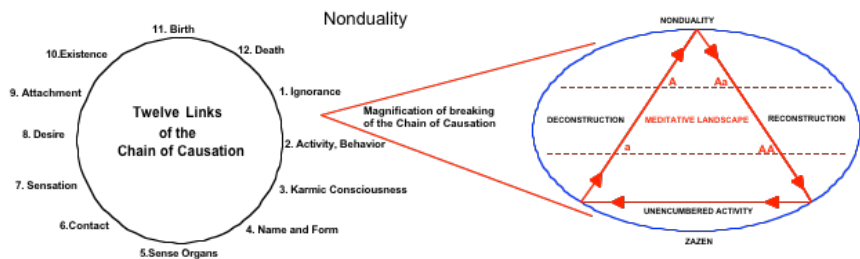 Nonduality
11. Birth
12. Death
1. Ignorance
2. Activity, Behavior
3. Karmic Consciousness
4. Name and Form
5.Sense Organs
6.Contact
7. Sensation
8. Desire
9. Attachment
10.Existence
Twelve Links
of the
Chain of Causation
Magnification of breaking
of the Chain of Causation
NONDUALITY
A
Aa
DECONSTRUCTION
MEDITATIVE LANDSCAPE
RECONSTRUCTION
a
AA
UNENCUMBERED ACTIVITY
ZAZEN